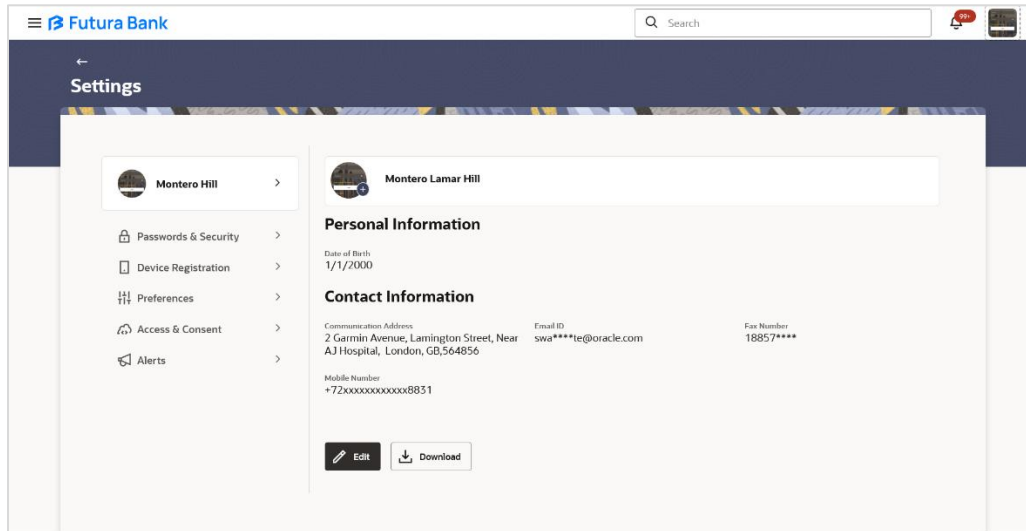 Futura Bank
Search
99+
Settings
Montero Hill
Passwords & Security
Device Registration
Preferences
Access & Consent
Alerts
Montero Lamar Hill
Personal Information
Date of Birth
1/1/2000
Contact Information
Communication Address
2 Garmin Avenue, Lamington Street, Near
AJ Hospital, London, GB,564856
Email ID
swa****te@oracle.com
Fax Number
18857****
Mobile Number
+72xxxxxxxxxxxx8831
Edit
Download